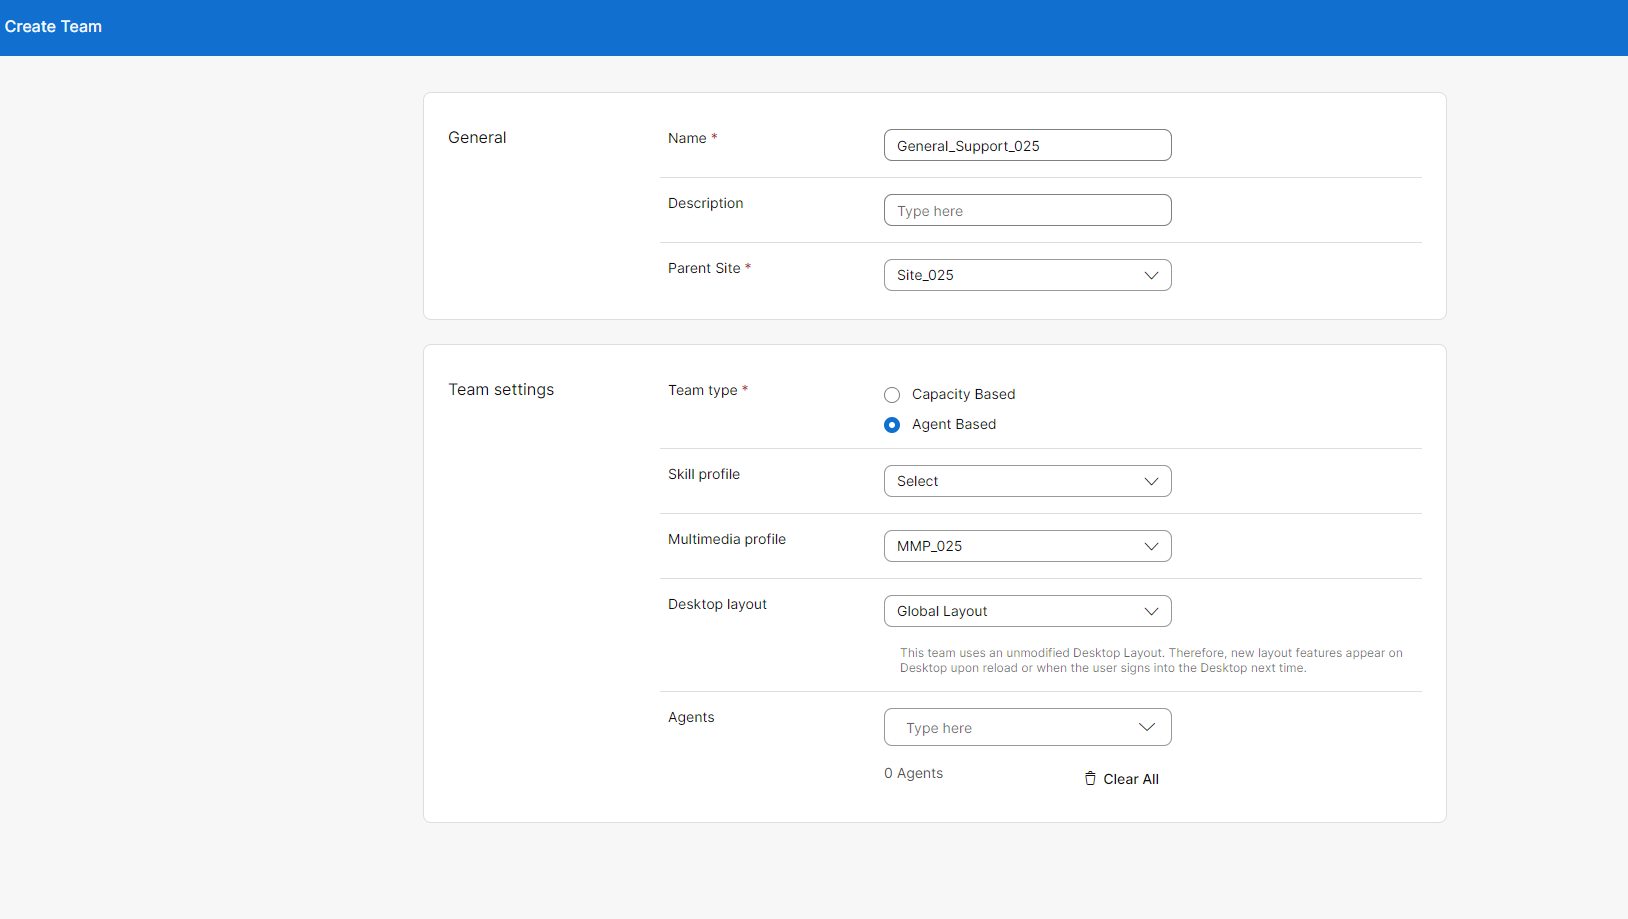 Create Team
General
Name *
General_Support_025
Description
Type here
Parent Site *
Site_025
Team settings
Team type *
Capacity Based
Agent Based
Skill profile
Select
Multimedia profile
MMP_025
Desktop layout
Global Layout
This team uses an unmodified Desktop Layout. Therefore, new layout features appear on
Desktop upon reload or when the user signs into the Desktop next time.
Agents
Type here
0 Agents
Clear All